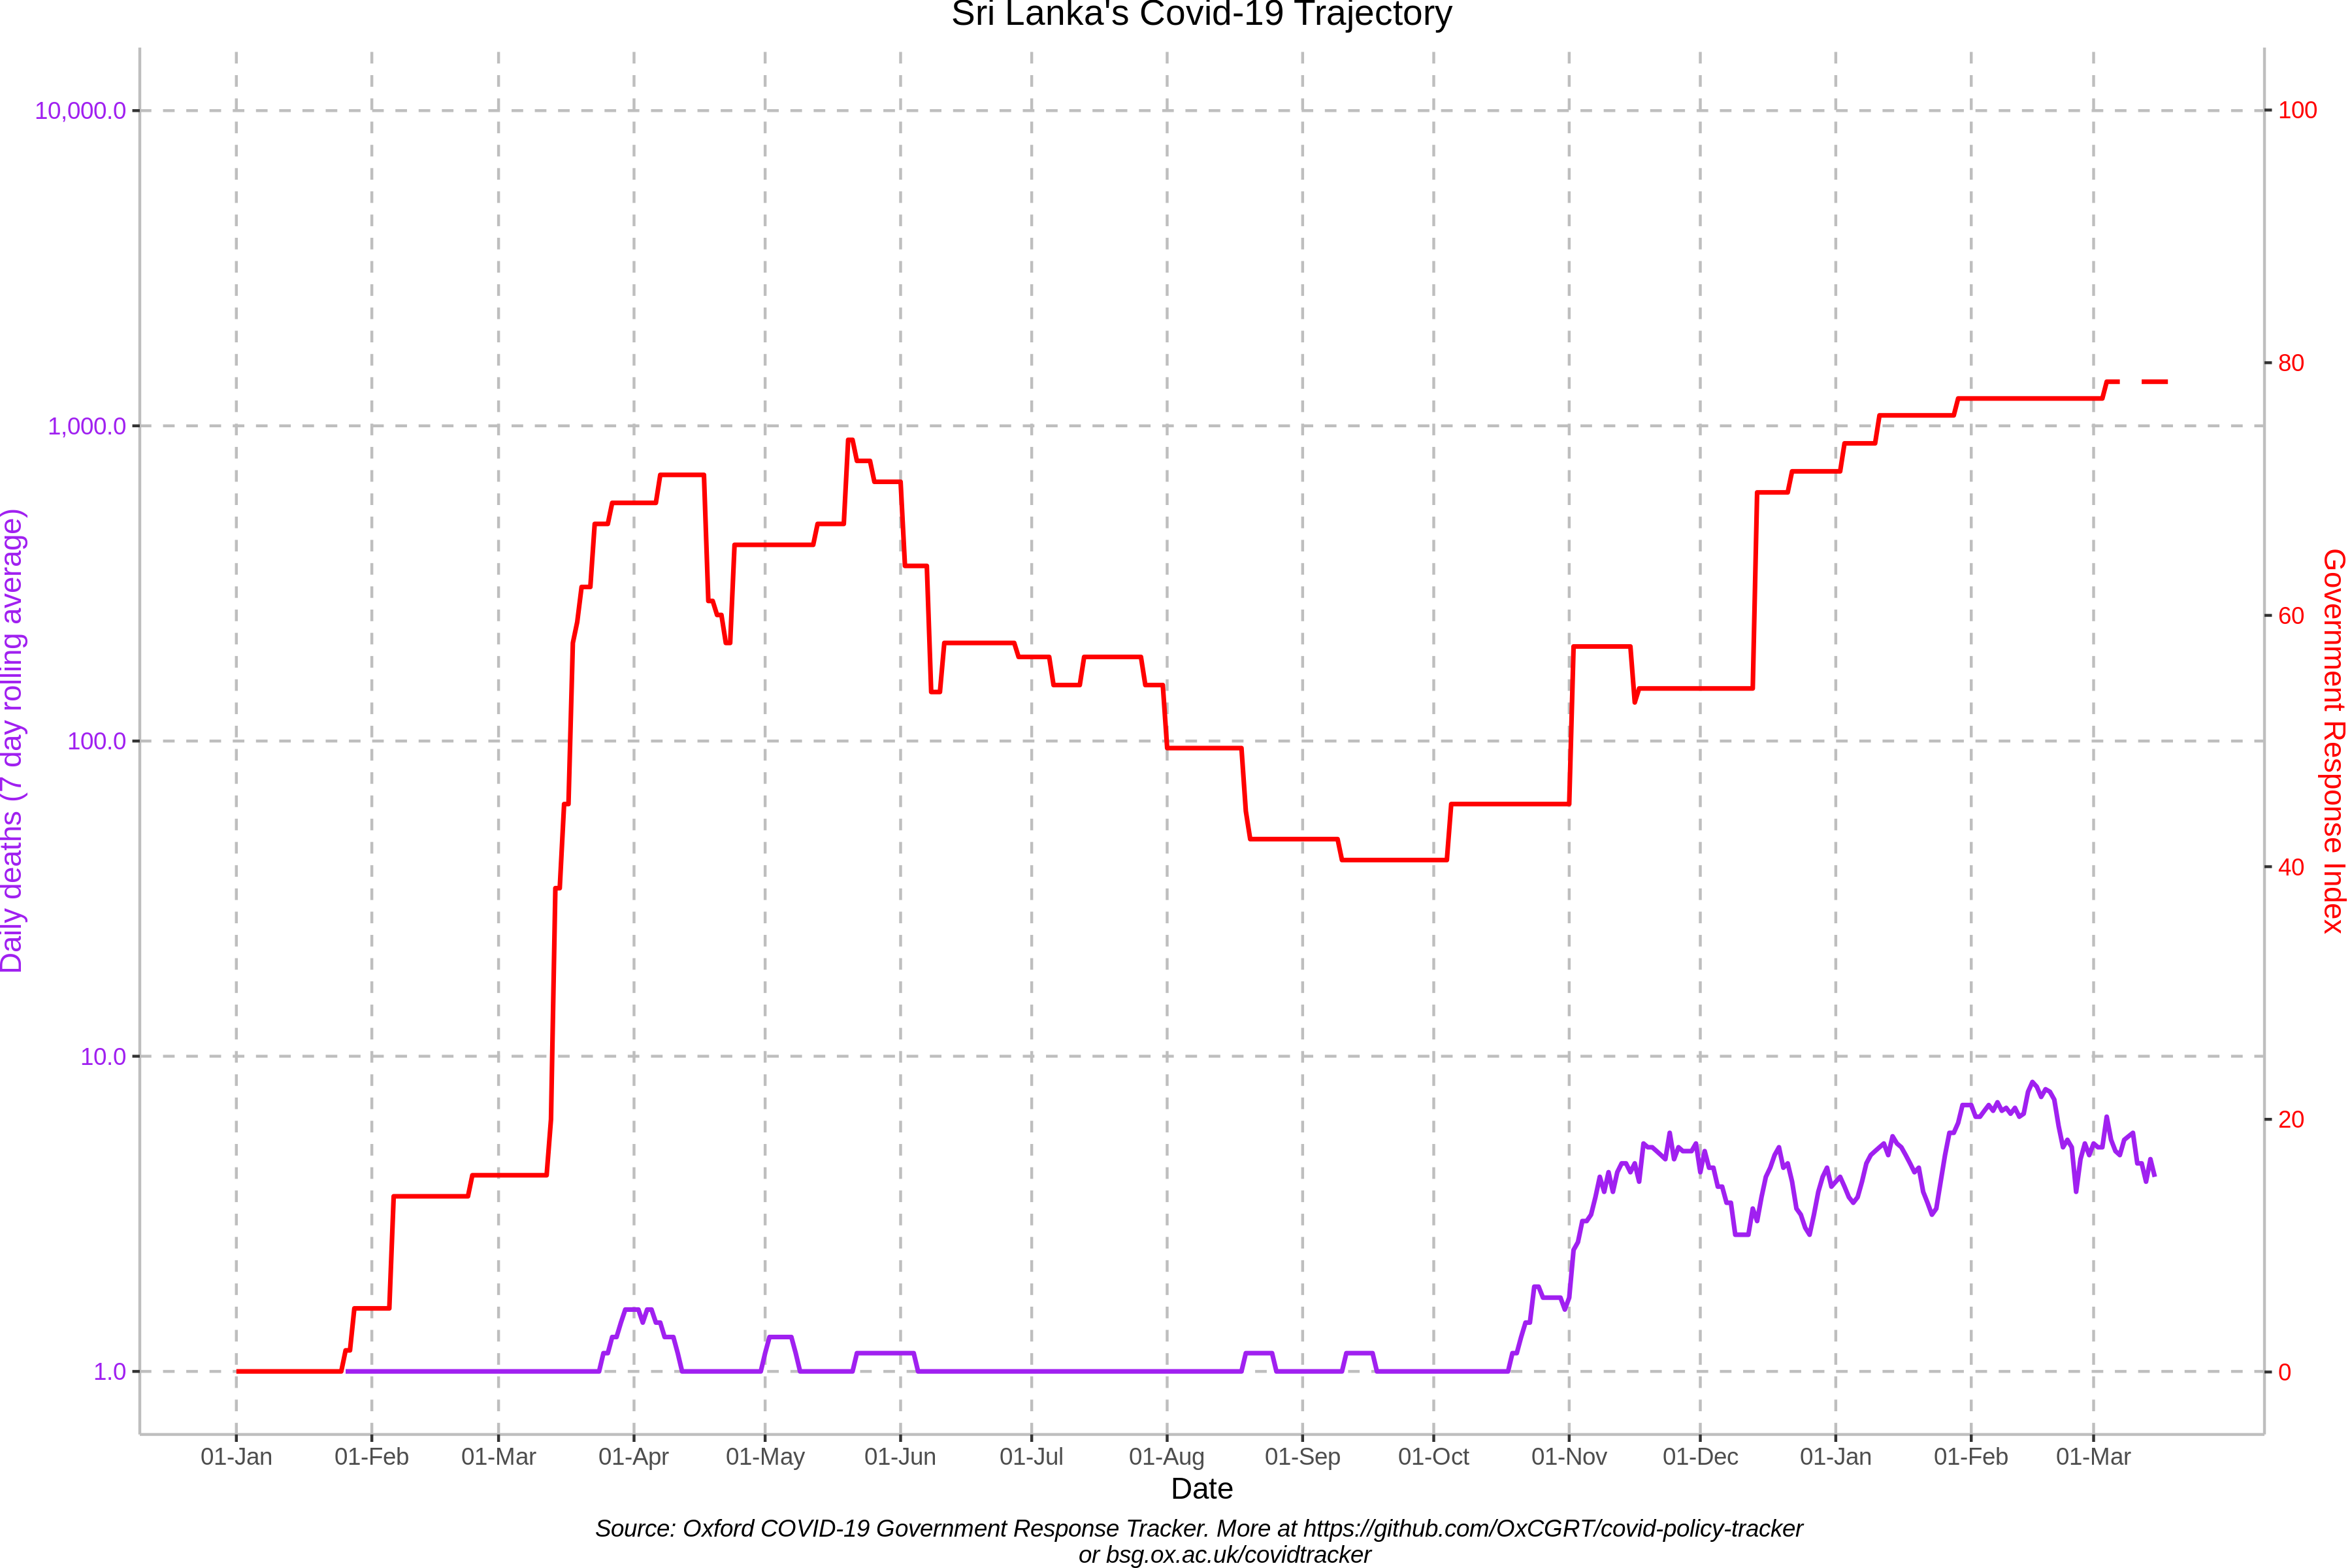 Sri Lanka's Covid-19 Trajectory
10,000.0
1,000.0
100.0
10.0
1.0
Daily deaths (7 day rolling average)
100
80
60
40
20
0
Government Response Index
01-Jan 01-Feb 01-Mar 01-Apr 01-May 01-Jun 01-Jul 01-Aug 01-Sep 01-Oct 01-Nov 01-Dec 01-Jan 01-Feb 01-Mar
Date
Source: Oxford COVID-19 Government Response Tracker. More at https://github.com/OxCGRT/covid-policy-tracker
or bsg.ox.ac.uk/covidtracker